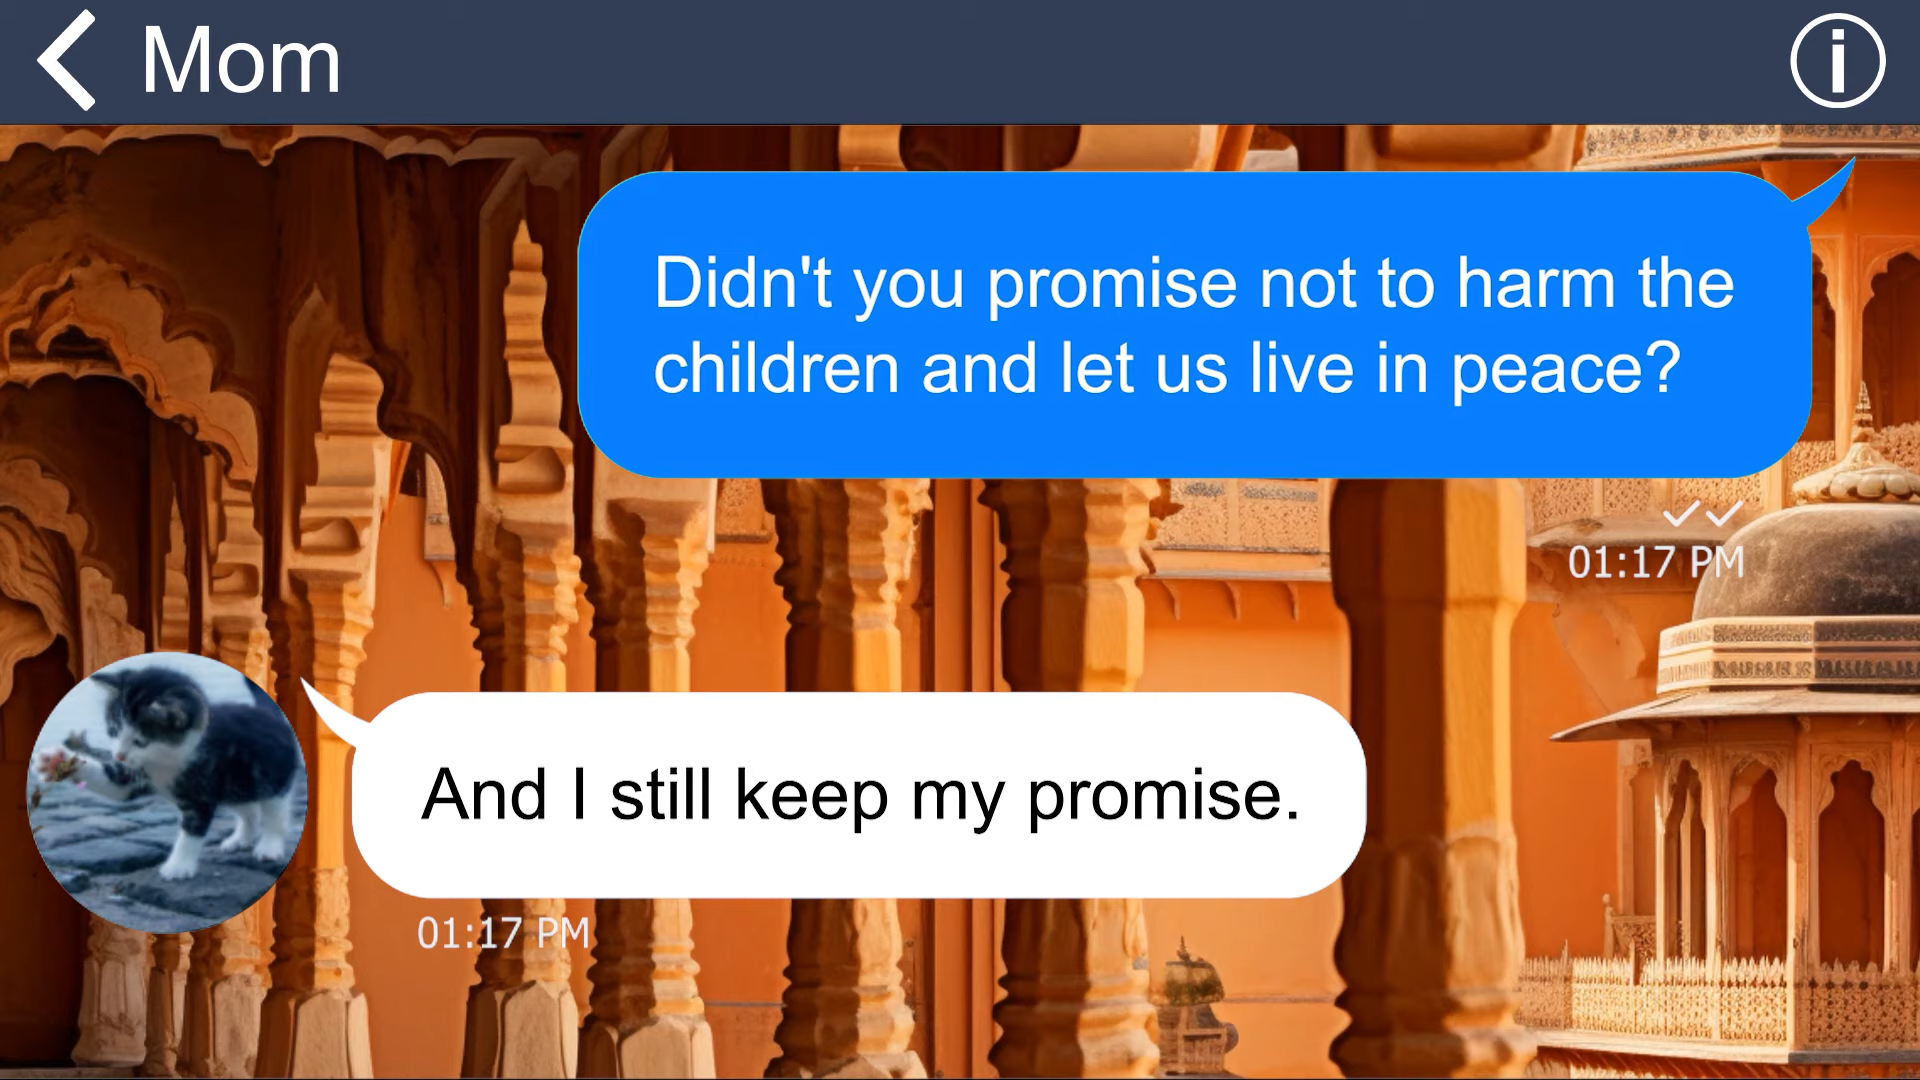 Mom
Didn't you promise not to harm the
children and let us live in peace?
01:17 PM
And I still keep my promise.
01:17 PM